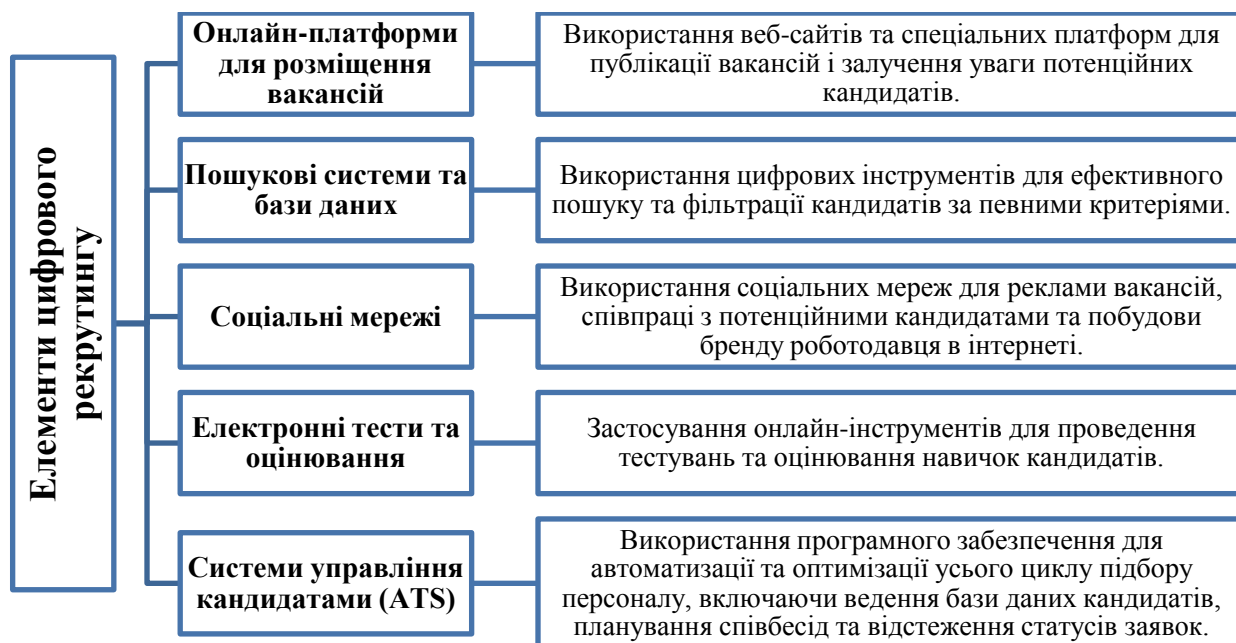 Елементи цифрового
рекрутингу
Онлайн-платформи
для розміщення
вакансій
Використання веб-сайтів та спеціальних платформ для
публікації вакансій і залучення уваги потенційних
кандидатів.
Пошукові системи та
бази даних
Використання цифрових інструментів для ефективного
пошуку та фільтрації кандидатів за певними критеріями.
Соціальні мережі
Використання соціальних мереж для реклами вакансій,
співпраці з потенційними кандидатами та побудови
бренду роботодавця в інтернеті.
Електронні тести та
оцінювання
Застосування онлайн-інструментів для проведення
тестувань та оцінювання навичок кандидатів.
Системи управління
кандидатами (ATS)
Використання програмного забезпечення для
автоматизації та оптимізації усього циклу підбору
персоналу, включаючи ведення бази даних кандидатів,
планування співбесід та відстеження статусів заявок.